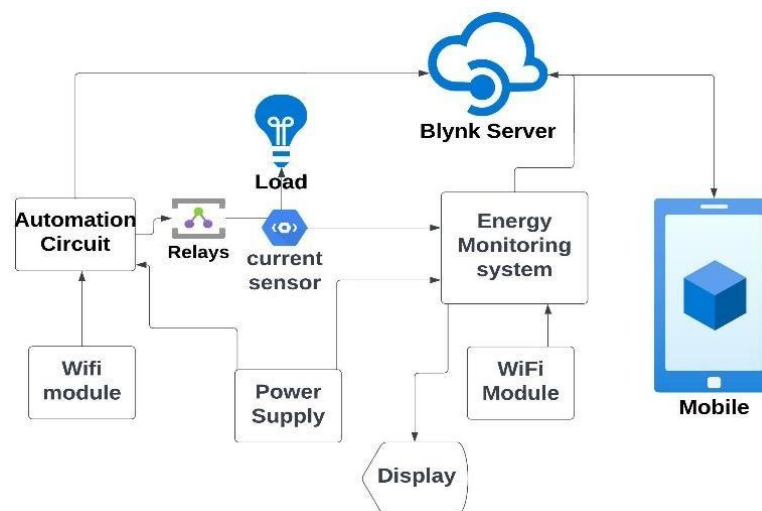 Blynk Server
Load
Automation
Circuit
Relays
current
sensor
Energy
Monitoring
system
Wifi
module
Power
Supply
WiFi
Module
Mobile
Display